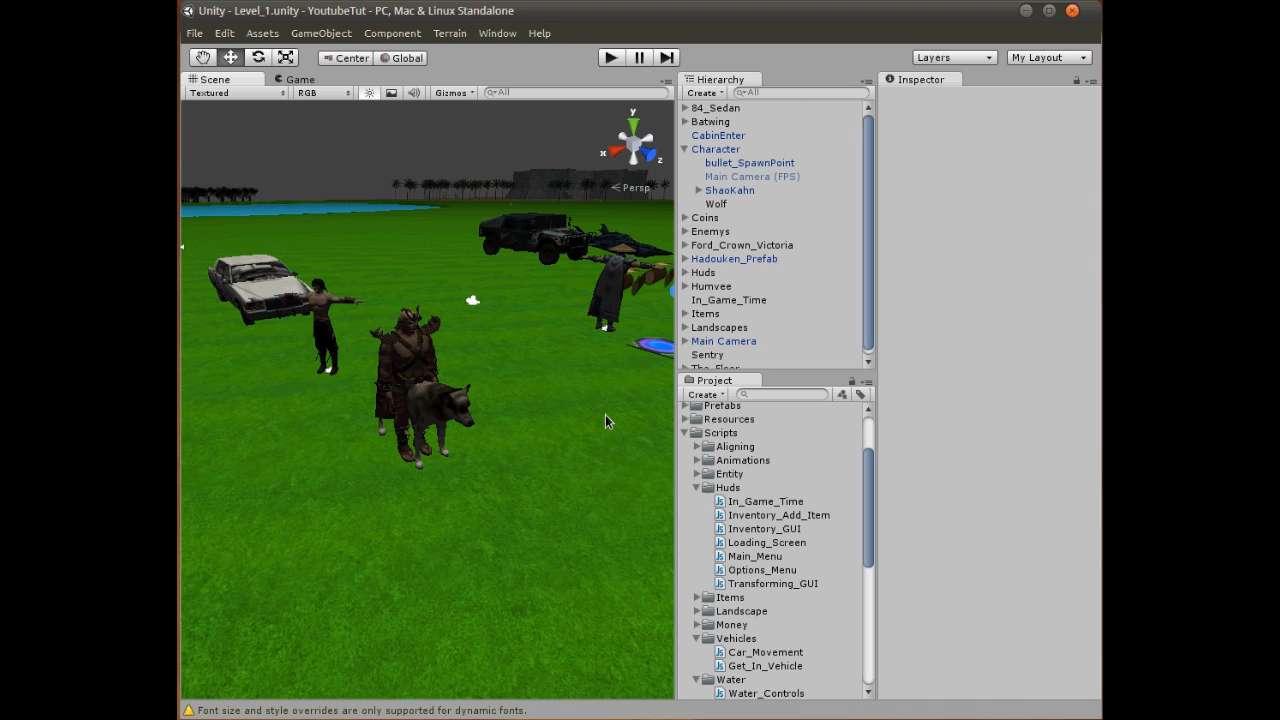 Unity - Level_1.unity - YoutubeTut - PC, Mac & Linux Standalone
File Edit Assets GameObject Component Terrain Window Help
Center Global Layers My Layout
Scene Game
Textured RGB Gizmos All
y
x
z
Persp
Hierarchy
Create All
84_Sedan
Batwing
CabinEnter
Character
bullet_SpawnPoint
Main Camera (FPS)
ShaoKahn
Wolf
Coins
Enemys
Ford_Crown_Victoria
Hadouken_Prefab
Huds
Humvee
In_Game_Time
Items
Landscapes
Main Camera
Sentry
The_Floor
Project
Create
Prefabs
Resources
Scripts
Aligning
Animations
Entity
Huds
In_Game_Time
Inventory_Add_Item
Inventory_GUI
Loading_Screen
Main_Menu
Options_Menu
Transforming_GUI
Items
Landscape
Money
Vehicles
Car_Movement
Get_In_Vehicle
Water
Water_Controls
Inspector
Font size and style overrides are only supported for dynamic fonts.